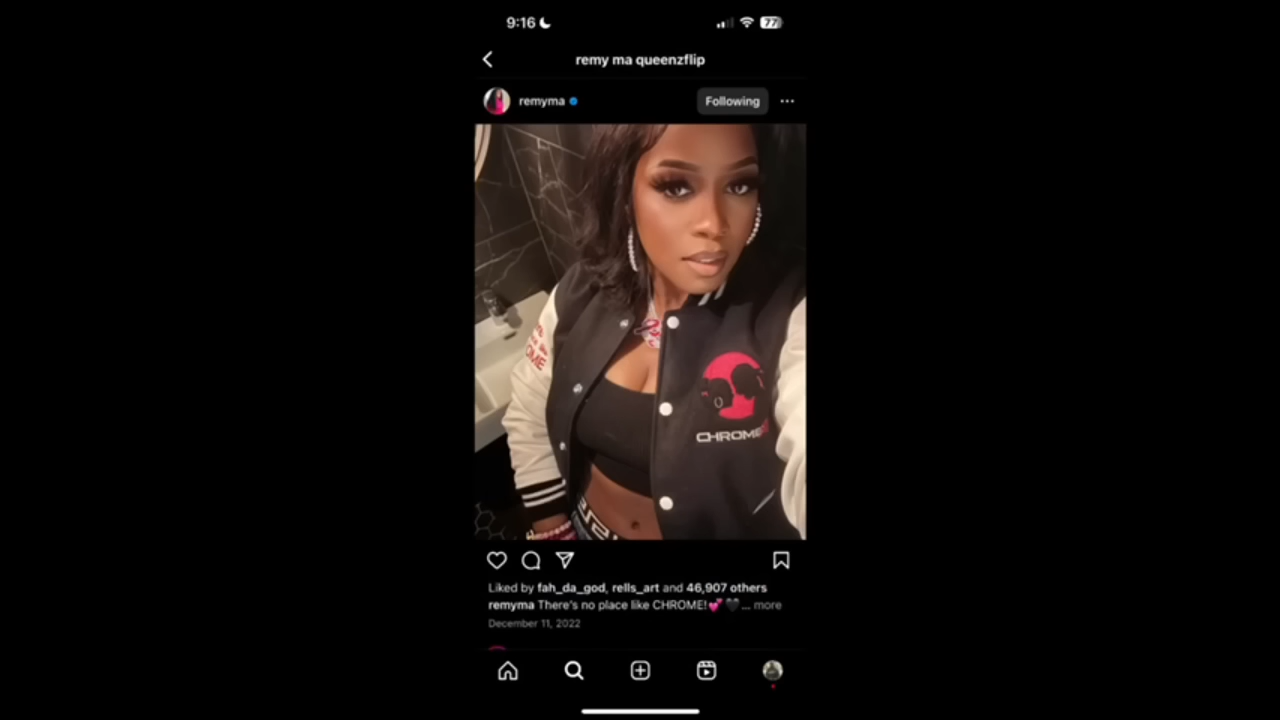 9:16
77
remy ma queenzflip
remyma
Following
OME
CHROME
Liked by fah_da_god, rells_art and 46,907 others
remyma There's no place like CHROME!💕🖤 ... more
December 11, 2022